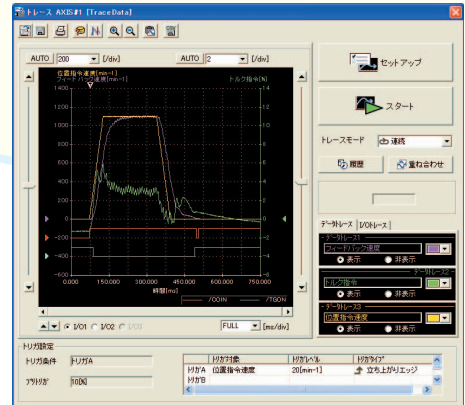 トレース AXIS#1 [TraceData]
AUTO 200 [/div] AUTO 2 [/div]
位置指令速度[min-1]
フィードバック速度[min-1] トルク指令[%]
1400
1200
1000
800
600
400
200
0
-200
-400
-600
14
12
10
8
6
4
2
0
-2
-4
-6
0.000 150.000 300.000 450.000 600.000 750.000
時間[ms]
/COIN /TGON
I/O1 I/O2 I/O3 FULL [ms/div]
セットアップ
スタート
トレースモード 連続
履歴 重ね合わせ
データトレース I/Oトレース
データトレース1
フィードバック速度
表示 非表示
データトレース2
トルク指令
表示 非表示
データトレース3
位置指令速度
表示 非表示
トリガ設定
トリガ条件 トリガA
プリトリガ 10[%]
トリガ対象 トリガレベル トリガタイプ
トリガA 位置指令速度 20[min-1] 立ち上がりエッジ
トリガB